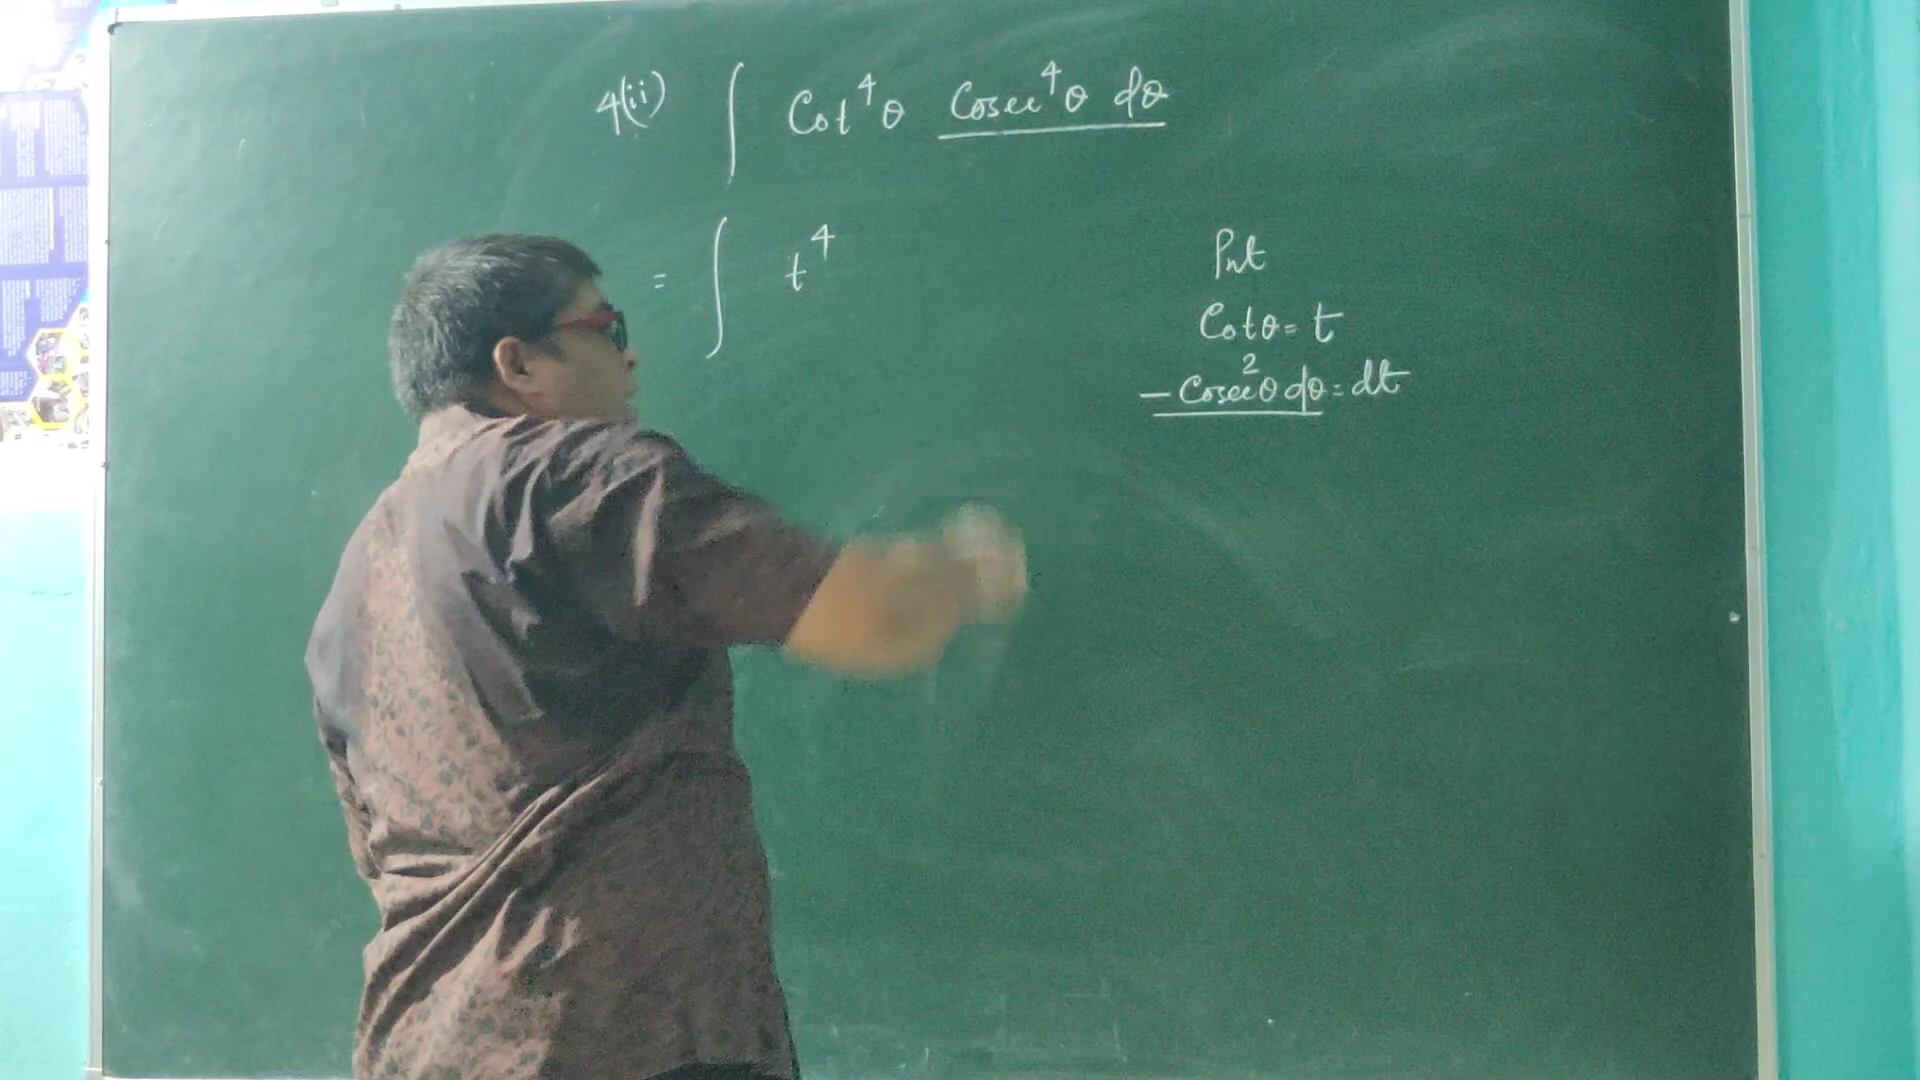 4(ii) ∫ Cot⁴θ Cosec⁴θ dθ
= ∫ t⁴
Put
Cotθ = t
− Cosec²θ dθ = dt